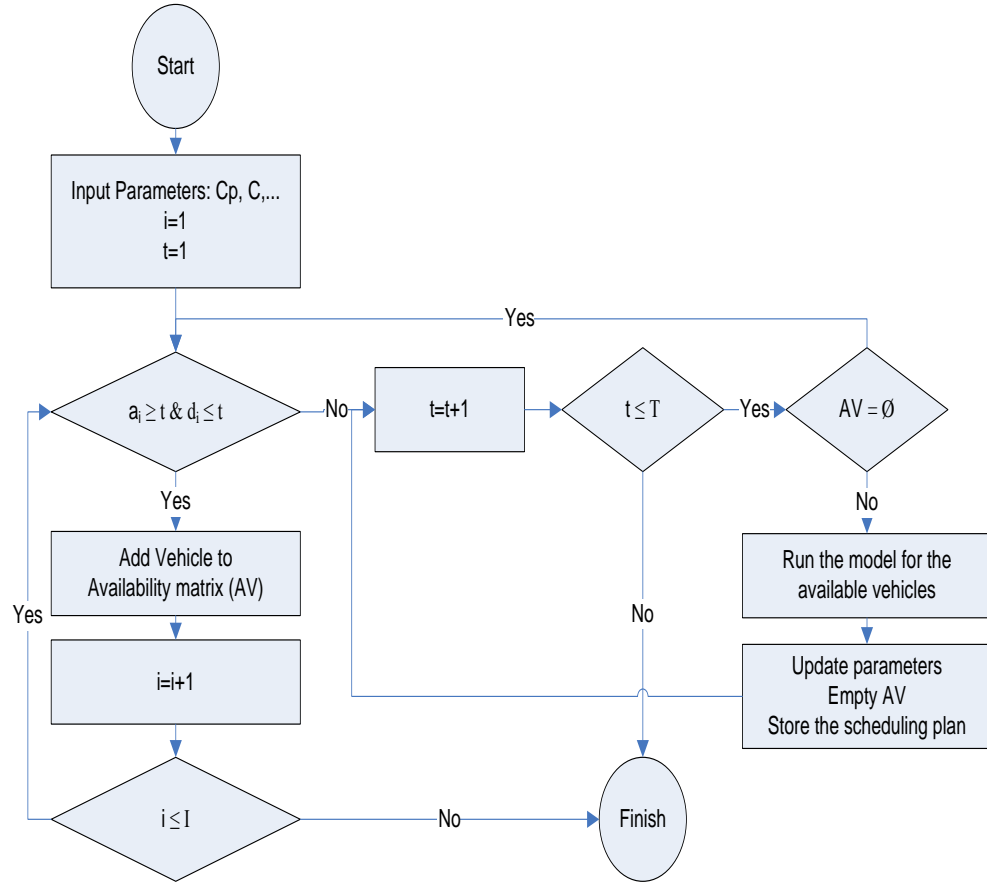 Start
Input Parameters: Cp, C,...
i=1
t=1
Yes
aᵢ ≥ t & dᵢ ≤ t
No
t=t+1
t ≤ T
Yes
AV = Ø
Yes
No
Add Vehicle to
Availability matrix (AV)
Run the model for the
available vehicles
Yes
No
i=i+1
Update parameters
Empty AV
Store the scheduling plan
i ≤ I
No
Finish